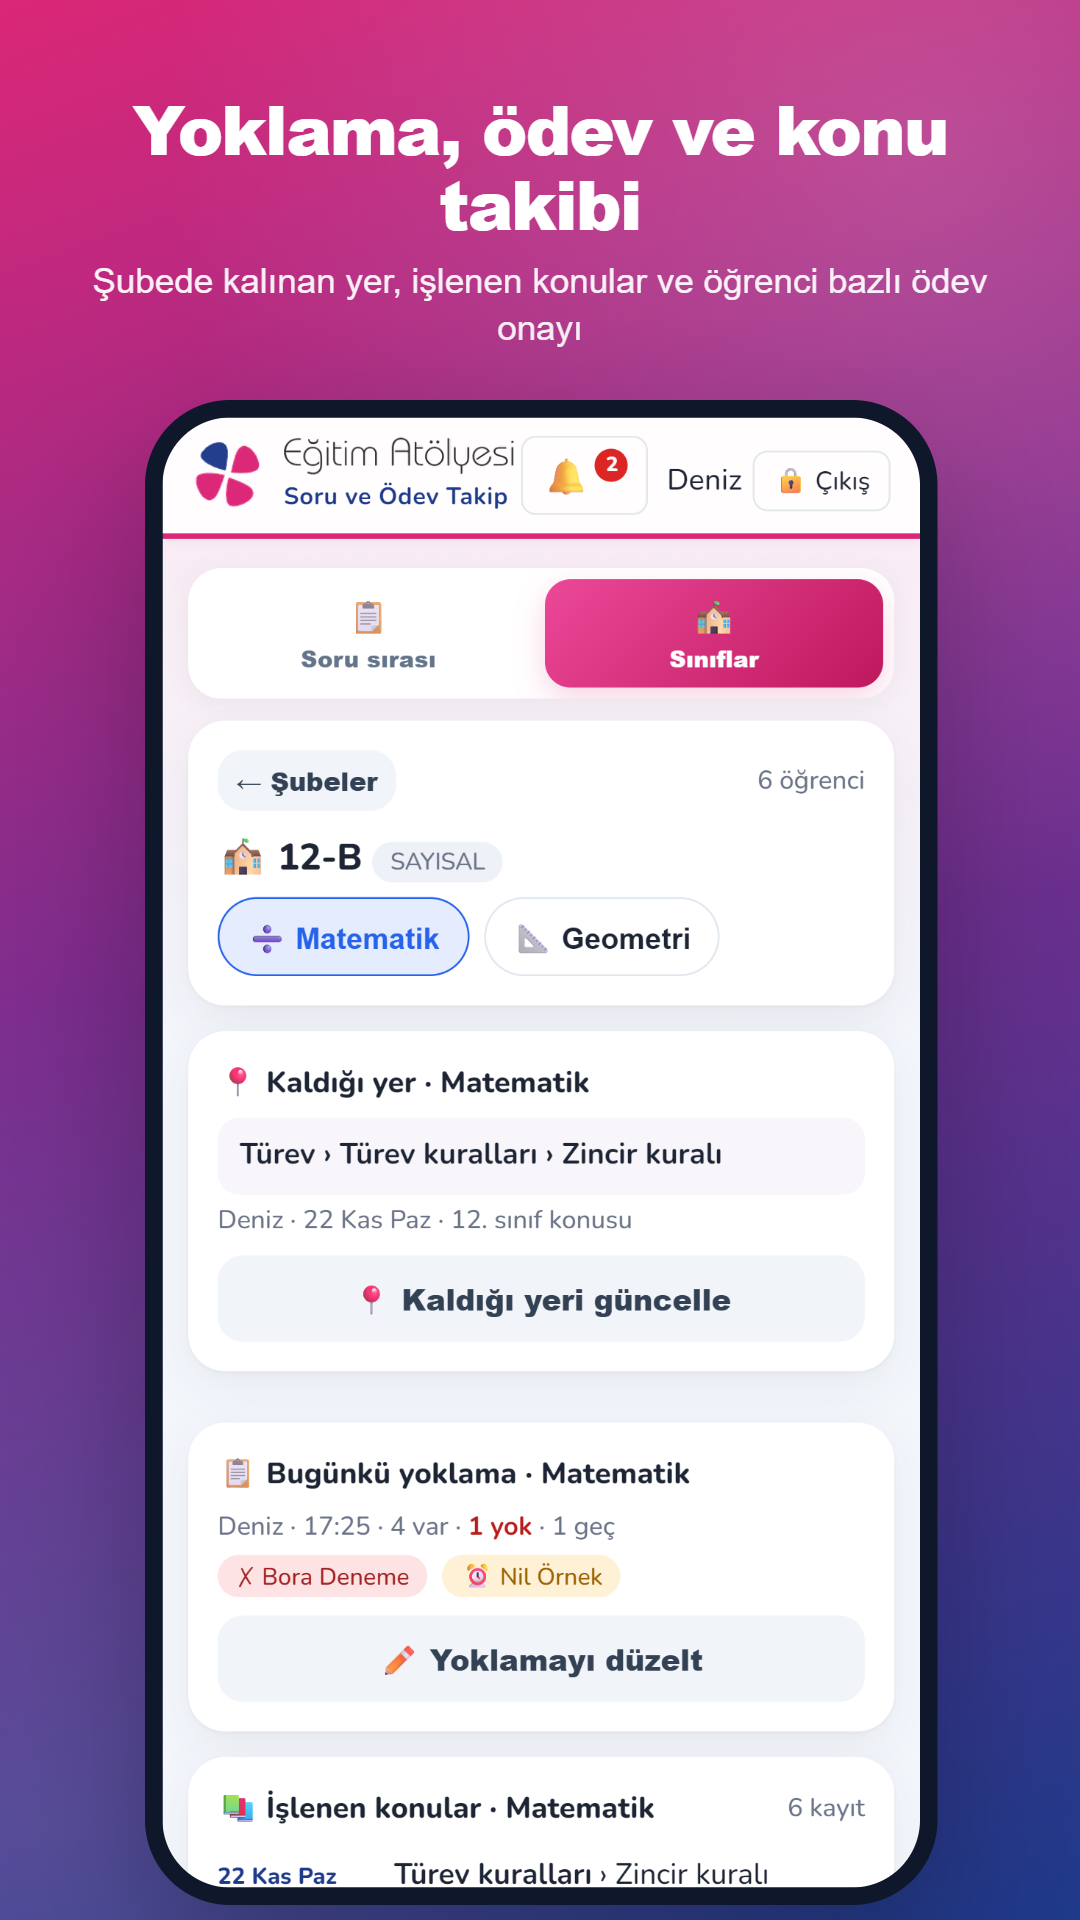 Yoklama, ödev ve konu
takibi
Şubede kalınan yer, işlenen konular ve öğrenci bazlı ödev
onayı
Eğitim Atölyesi
Soru ve Ödev Takip
2
Deniz
Çıkış
Soru sırası
Sınıflar
← Şubeler
6 öğrenci
12-B SAYISAL
Matematik
Geometri
Kaldığı yer · Matematik
Türev › Türev kuralları › Zincir kuralı
Deniz · 22 Kas Paz · 12. sınıf konusu
Kaldığı yeri güncelle
Bugünkü yoklama · Matematik
Deniz · 17:25 · 4 var · 1 yok · 1 geç
✗ Bora Deneme
Nil Örnek
Yoklamayı düzelt
İşlenen konular · Matematik
6 kayıt
22 Kas Paz
Türev kuralları › Zincir kuralı